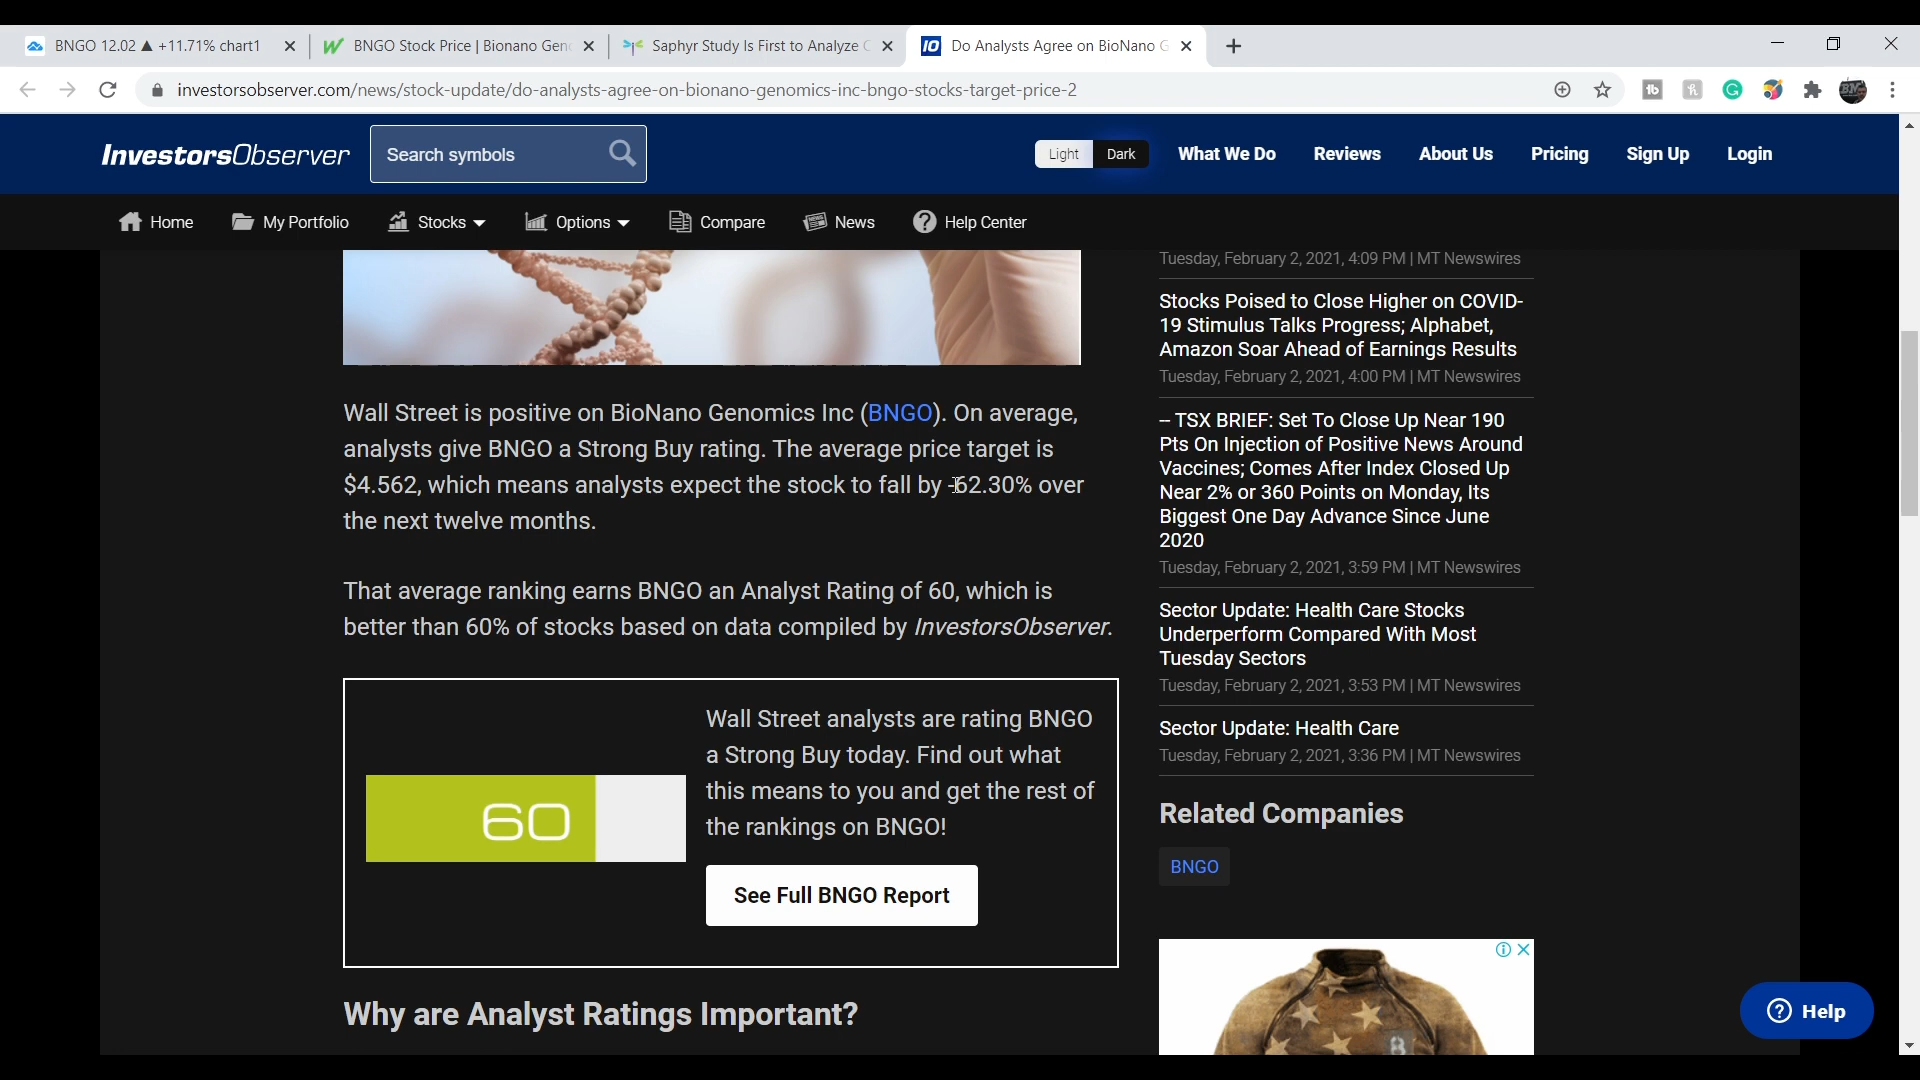 BNGO 12.02 ▲ +11.71% chart1
BNGO Stock Price | Bionano Gen
Saphyr Study Is First to Analyze C
IO Do Analysts Agree on BioNano G
investorsobserver.com/news/stock-update/do-analysts-agree-on-bionano-genomics-inc-bngo-stocks-target-price-2
InvestorsObserver
Search symbols
Light Dark
What We Do Reviews About Us Pricing Sign Up Login
Home My Portfolio Stocks Options Compare News Help Center
Wall Street is positive on BioNano Genomics Inc (BNGO). On average,
analysts give BNGO a Strong Buy rating. The average price target is
$4.562, which means analysts expect the stock to fall by -62.30% over
the next twelve months.
That average ranking earns BNGO an Analyst Rating of 60, which is
better than 60% of stocks based on data compiled by InvestorsObserver.
60
Wall Street analysts are rating BNGO
a Strong Buy today. Find out what
this means to you and get the rest of
the rankings on BNGO!
See Full BNGO Report
Why are Analyst Ratings Important?
Tuesday, February 2, 2021, 4:09 PM | MT Newswires
Stocks Poised to Close Higher on COVID-
19 Stimulus Talks Progress; Alphabet,
Amazon Soar Ahead of Earnings Results
Tuesday, February 2, 2021, 4:00 PM | MT Newswires
-- TSX BRIEF: Set To Close Up Near 190
Pts On Injection of Positive News Around
Vaccines; Comes After Index Closed Up
Near 2% or 360 Points on Monday, Its
Biggest One Day Advance Since June
2020
Tuesday, February 2, 2021, 3:59 PM | MT Newswires
Sector Update: Health Care Stocks
Underperform Compared With Most
Tuesday Sectors
Tuesday, February 2, 2021, 3:53 PM | MT Newswires
Sector Update: Health Care
Tuesday, February 2, 2021, 3:36 PM | MT Newswires
Related Companies
BNGO
Help